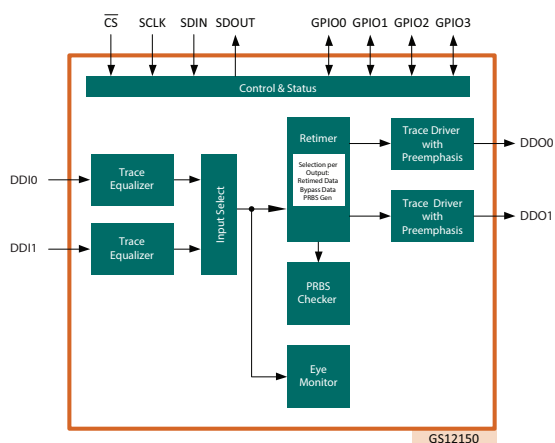 CS SCLK SDIN SDOUT GPIO0 GPIO1 GPIO2 GPIO3
Control & Status
Retimer
Selection per
Output:
Retimed Data
Bypass Data
PRBS Gen
Trace Driver
with
Preemphasis
DDO0
DDI0
Trace
Equalizer
Input Select
Trace Driver
with
Preemphasis
DDO1
DDI1
Trace
Equalizer
PRBS
Checker
Eye
Monitor
GS12150